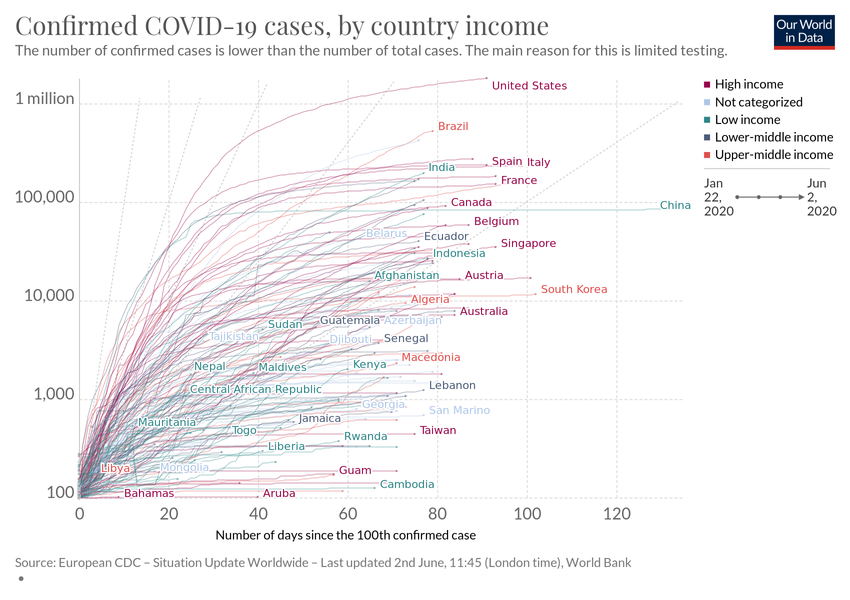 Confirmed COVID-19 cases, by country income
The number of confirmed cases is lower than the number of total cases. The main reason for this is limited testing.
Our World
in Data
1 million
100,000
10,000
1,000
100
0 20 40 60 80 100 120
Number of days since the 100th confirmed case
United States
Brazil
India
Spain
Italy
France
Canada
China
Belgium
Belarus
Ecuador
Singapore
Indonesia
Afghanistan
Austria
South Korea
Algeria
Australia
Sudan
Guatemala
Azerbaijan
Tajikistan
Djibouti
Senegal
Macedonia
Nepal
Maldives
Kenya
Central African Republic
Lebanon
Georgia
San Marino
Mauritania
Jamaica
Togo
Taiwan
Rwanda
Liberia
Libya
Mongolia
Guam
Cambodia
Bahamas
Aruba
High income
Not categorized
Low income
Lower-middle income
Upper-middle income
Jan
22,
2020
Jun
2,
2020
Source: European CDC – Situation Update Worldwide – Last updated 2nd June, 11:45 (London time), World Bank